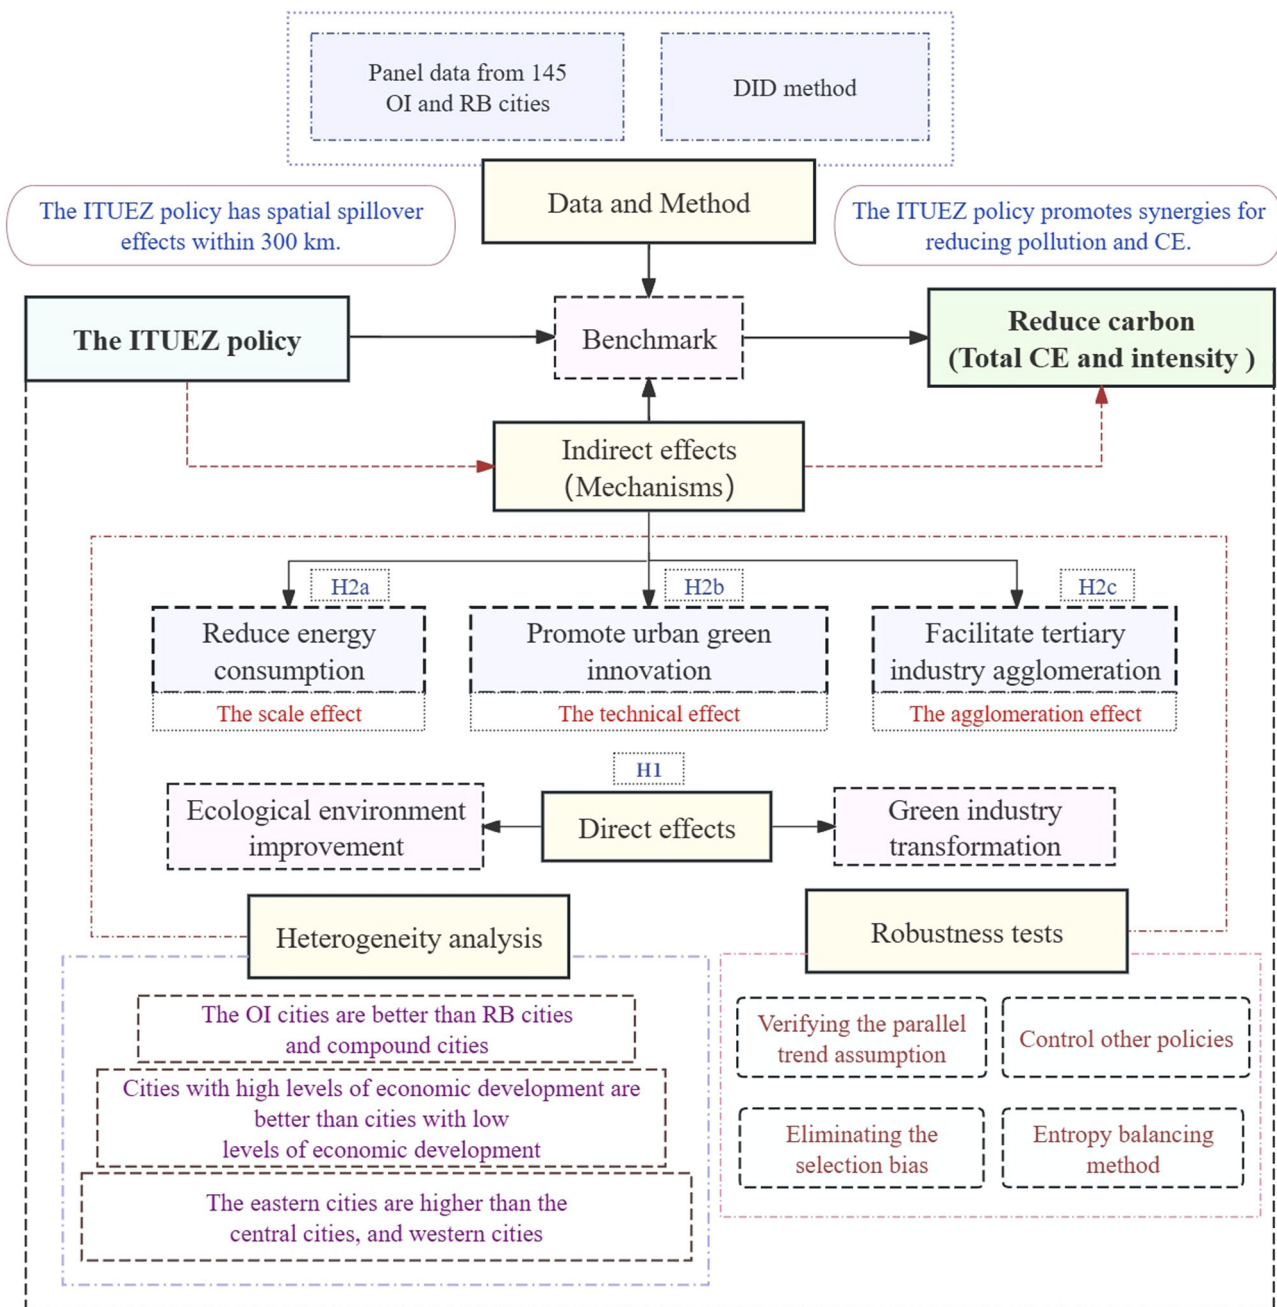 Panel data from 145
OI and RB cities
DID method
Data and Method
The ITUEZ policy has spatial spillover
effects within 300 km.
The ITUEZ policy promotes synergies for
reducing pollution and CE.
The ITUEZ policy
Benchmark
Reduce carbon
(Total CE and intensity )
Indirect effects
(Mechanisms)
H2a
H2b
H2c
Reduce energy
consumption
Promote urban green
innovation
Facilitate tertiary
industry agglomeration
The scale effect
The technical effect
The agglomeration effect
H1
Ecological environment
improvement
Direct effects
Green industry
transformation
Heterogeneity analysis
Robustness tests
The OI cities are better than RB cities
and compound cities
Cities with high levels of economic development are
better than cities with low
levels of economic development
The eastern cities are higher than the
central cities, and western cities
Verifying the parallel
trend assumption
Control other policies
Eliminating the
selection bias
Entropy balancing
method